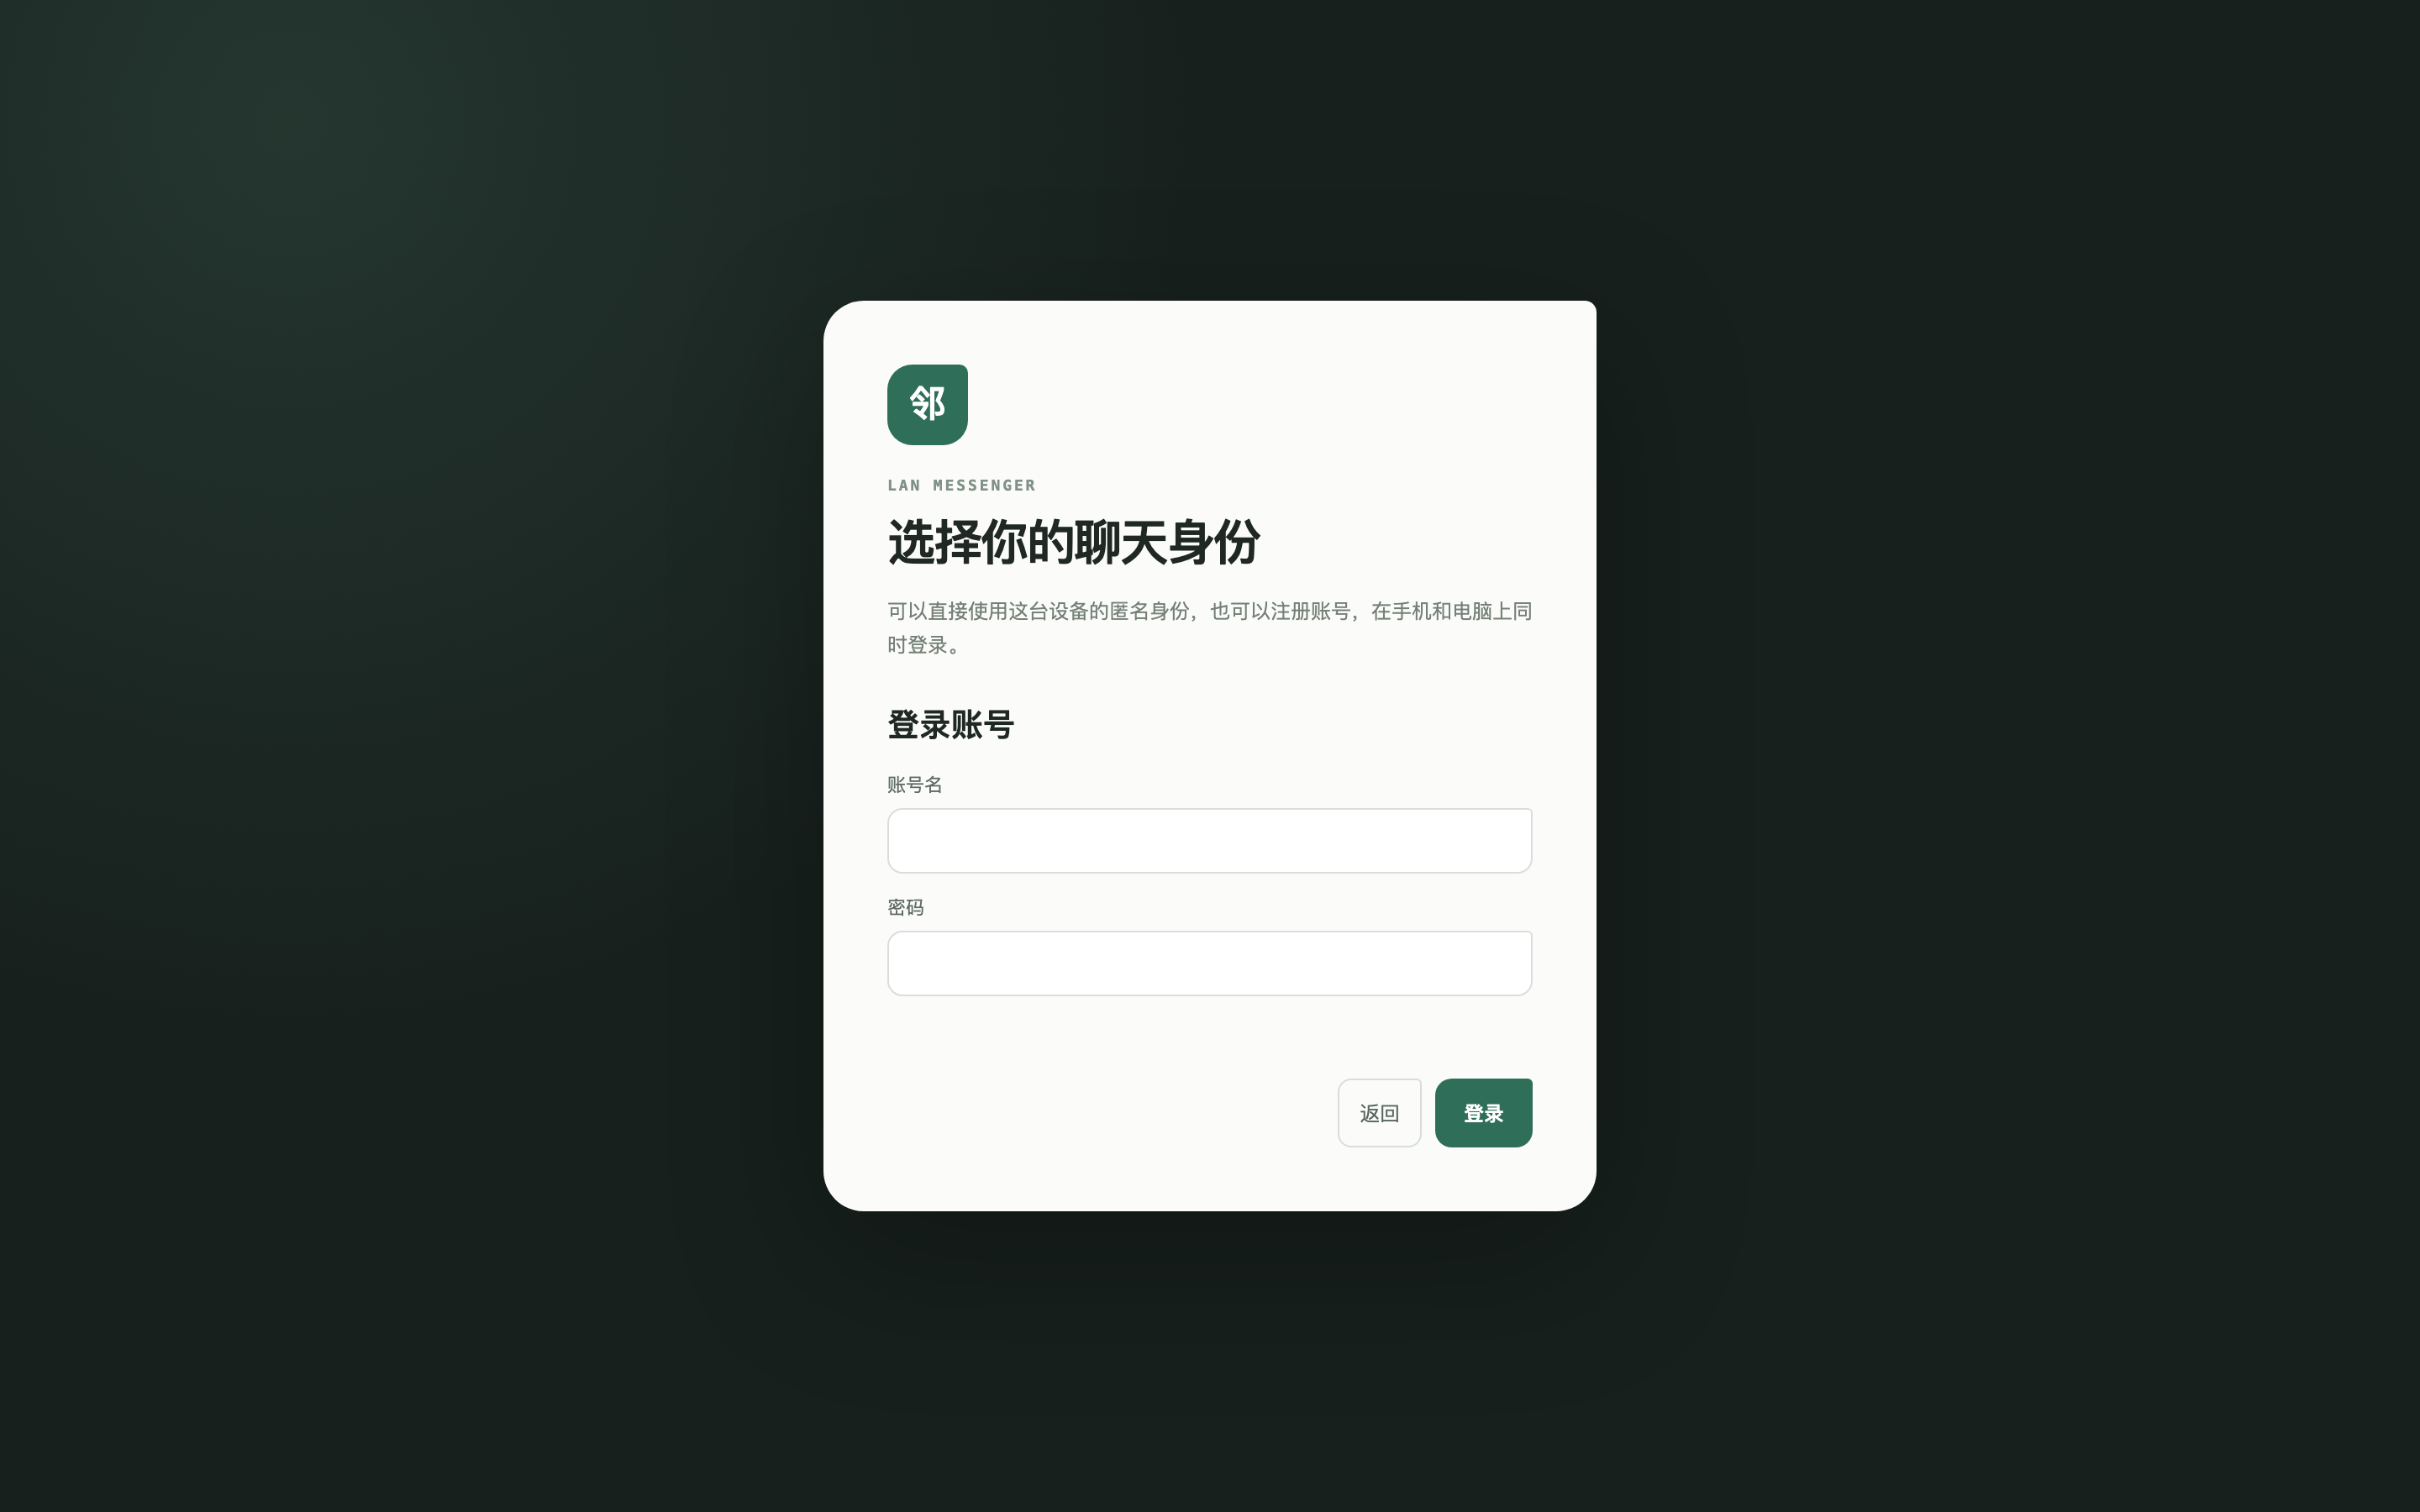 邻
LAN MESSENGER
选择你的聊天身份
可以直接使用这台设备的匿名身份，也可以注册账号，在手机和电脑上同
时登录。
登录账号
账号名
密码
返回
登录